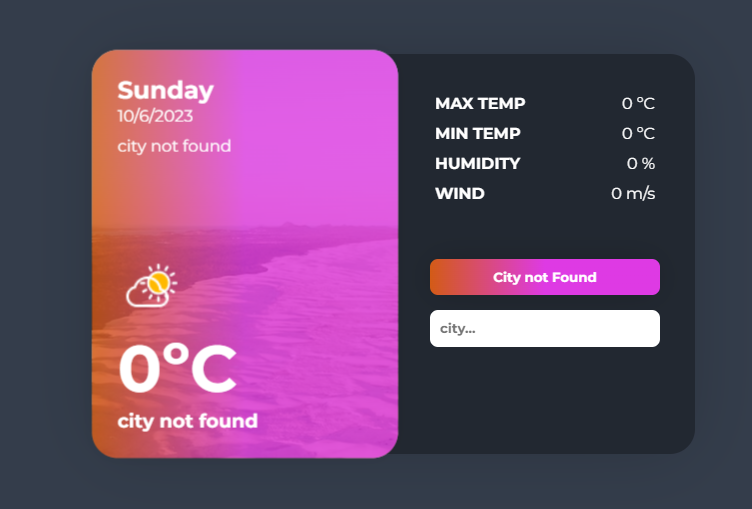 Sunday
10/6/2023
city not found
0°C
city not found
MAX TEMP 0 °C
MIN TEMP 0 °C
HUMIDITY 0 %
WIND 0 m/s
City not Found
city...